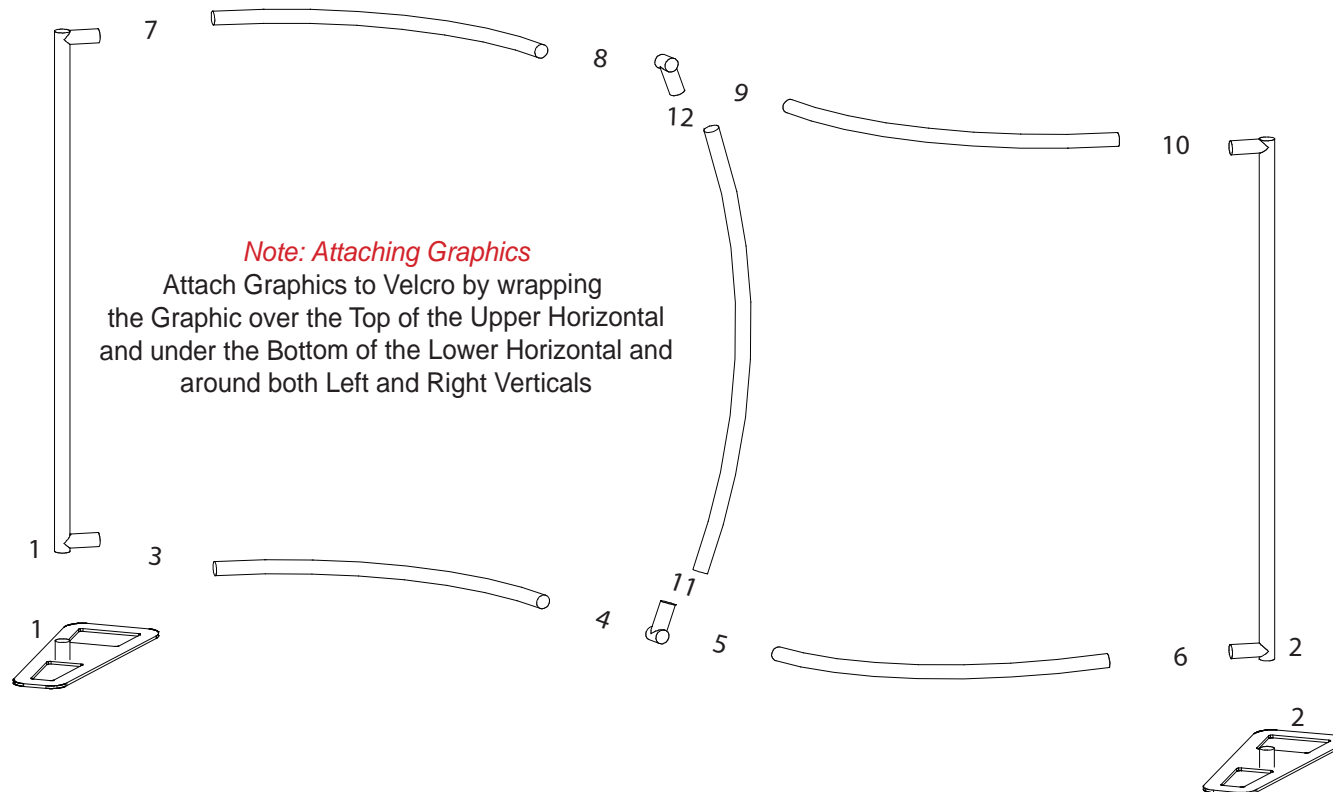 7
8
9
12
10
Note: Attaching Graphics
Attach Graphics to Velcro by wrapping
the Graphic over the Top of the Upper Horizontal
and under the Bottom of the Lower Horizontal and
around both Left and Right Verticals
1
3
11
1
4
5
6
2
2